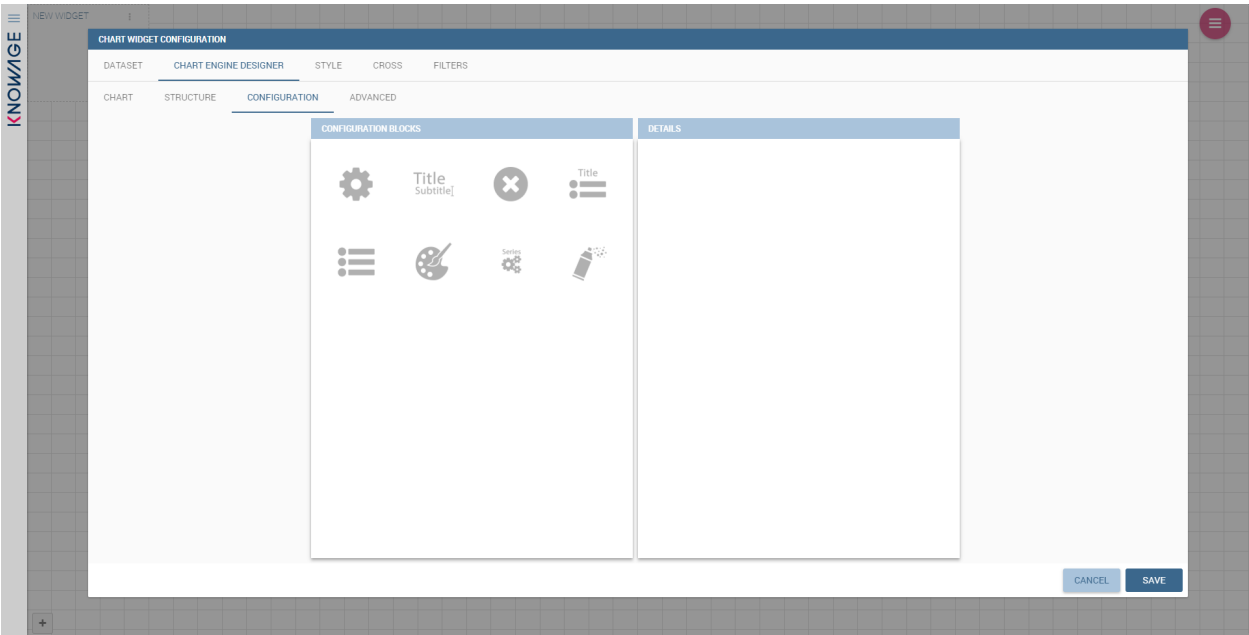 NEW WIDGET
KNOWAGE
CHART WIDGET CONFIGURATION
DATASET CHART ENGINE DESIGNER STYLE CROSS FILTERS
CHART STRUCTURE CONFIGURATION ADVANCED
CONFIGURATION BLOCKS DETAILS
Title
Subtitle
Title
Series
CANCEL SAVE